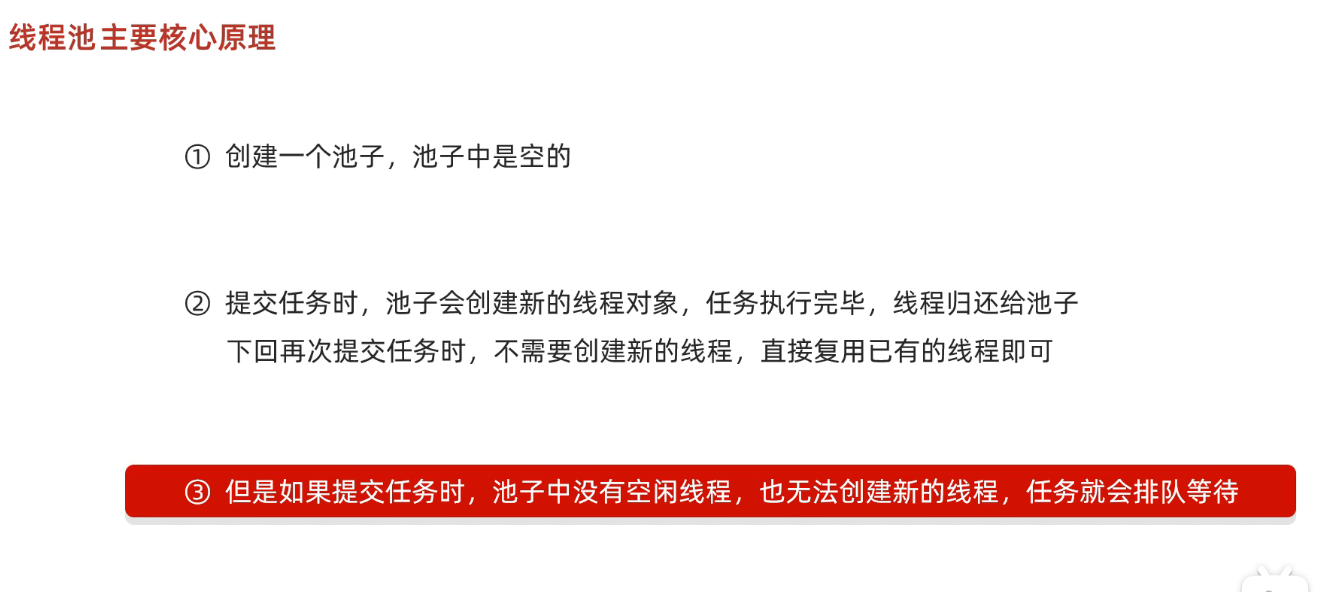 线程池主要核心原理
① 创建一个池子，池子中是空的
② 提交任务时，池子会创建新的线程对象，任务执行完毕，线程归还给池子
下回再次提交任务时，不需要创建新的线程，直接复用已有的线程即可
③ 但是如果提交任务时，池子中没有空闲线程，也无法创建新的线程，任务就会排队等待